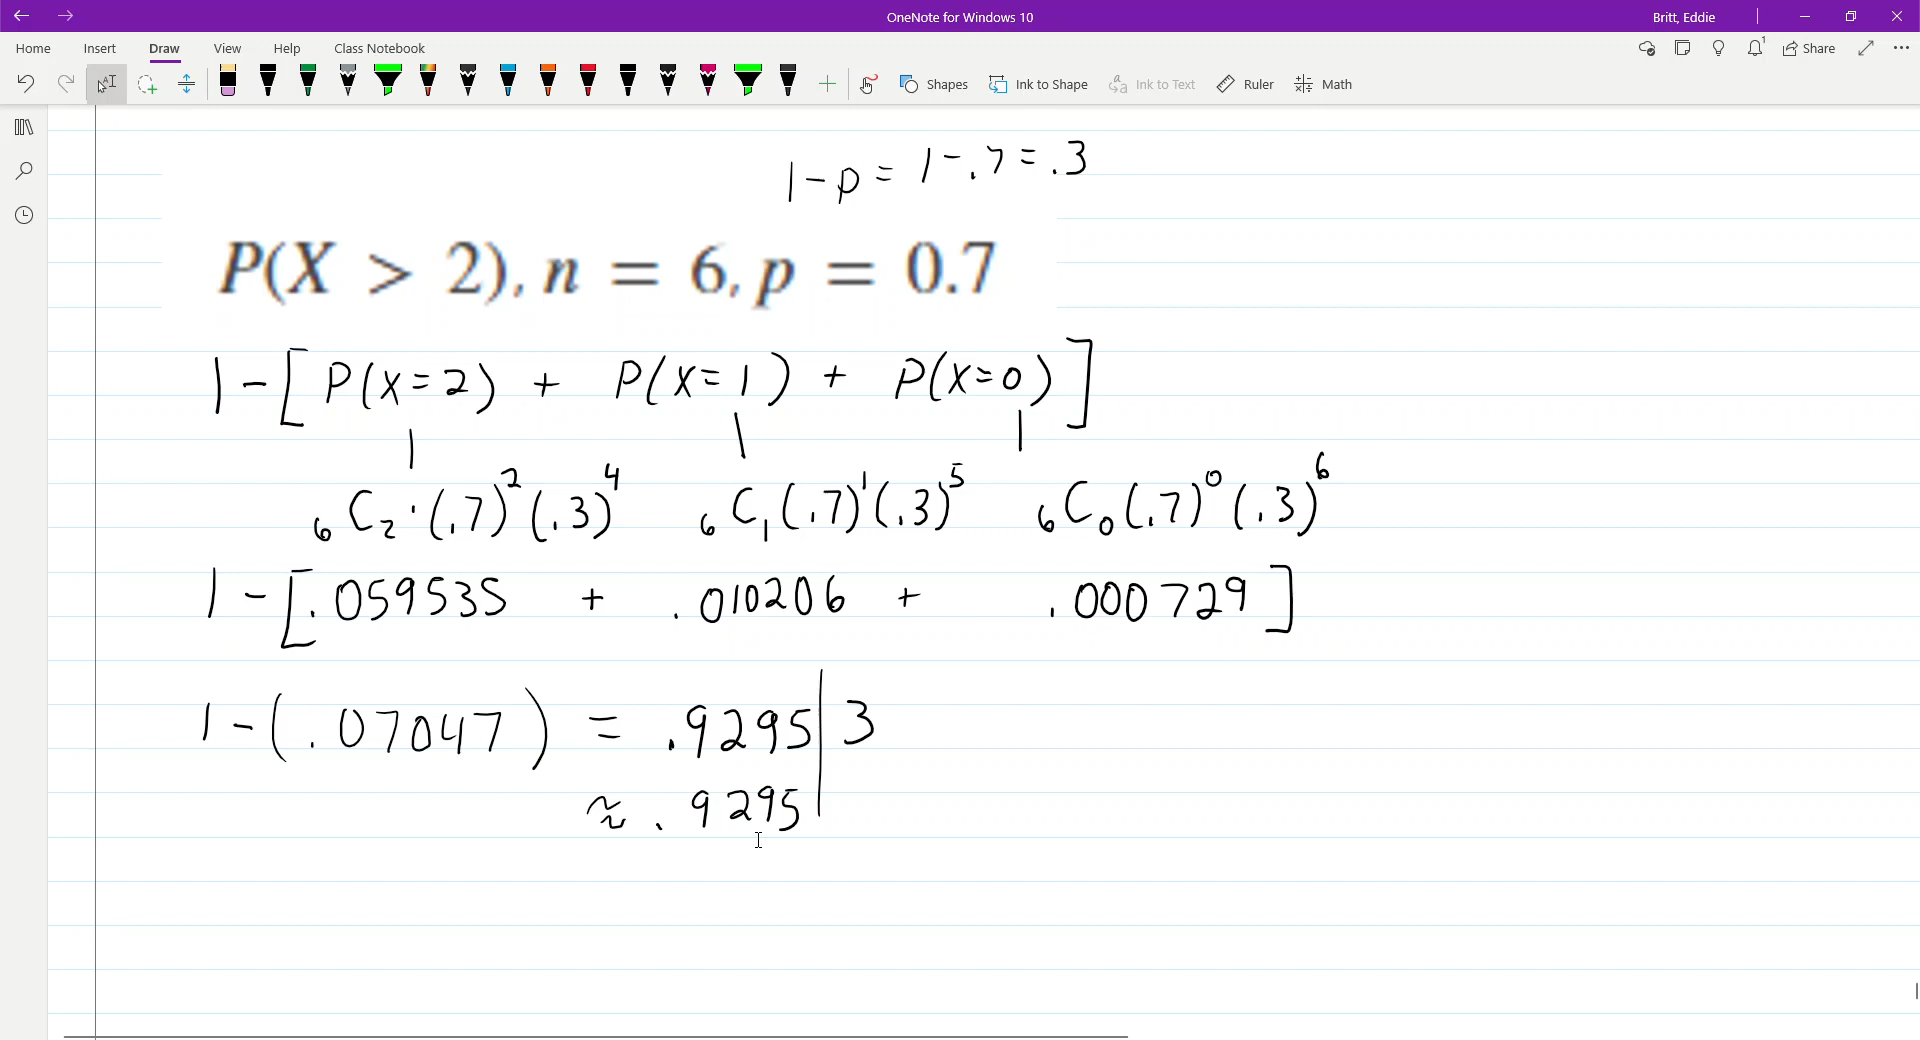 OneNote for Windows 10
Britt, Eddie
Home Insert Draw View Help Class Notebook
1 Share
Shapes Ink to Shape Ink to Text Ruler Math
1 - p = 1 - .7 = .3
P(X > 2), n = 6, p = 0.7
1 - [ P(X=2) + P(X=1) + P(X=0) ]
₆C₂ · (.7)² (.3)⁴ ₆C₁ (.7)¹ (.3)⁵ ₆C₀ (.7)⁰ (.3)⁶
1 - [ .059535 + .010206 + .000729 ]
1 - ( .07047 ) = .9295 | 3
≈ .9295